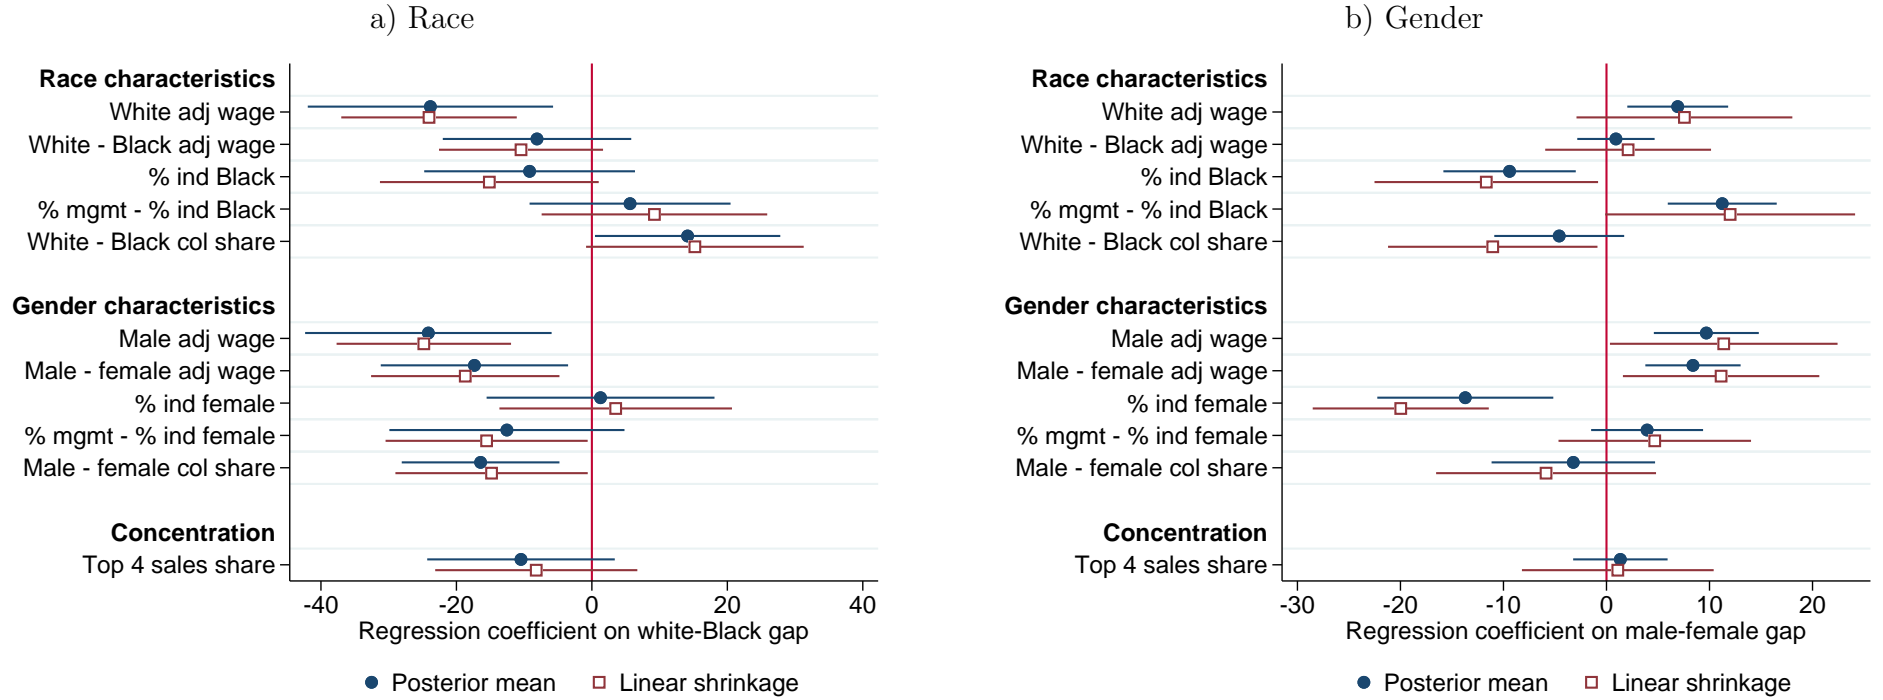 a) Race
Race characteristics
White adj wage
White - Black adj wage
% ind Black
% mgmt - % ind Black
White - Black col share
Gender characteristics
Male adj wage
Male - female adj wage
% ind female
% mgmt - % ind female
Male - female col share
Concentration
Top 4 sales share
-40 -20 0 20 40
Regression coefficient on white-Black gap
Posterior mean Linear shrinkage
b) Gender
Race characteristics
White adj wage
White - Black adj wage
% ind Black
% mgmt - % ind Black
White - Black col share
Gender characteristics
Male adj wage
Male - female adj wage
% ind female
% mgmt - % ind female
Male - female col share
Concentration
Top 4 sales share
-30 -20 -10 0 10 20
Regression coefficient on male-female gap
Posterior mean Linear shrinkage